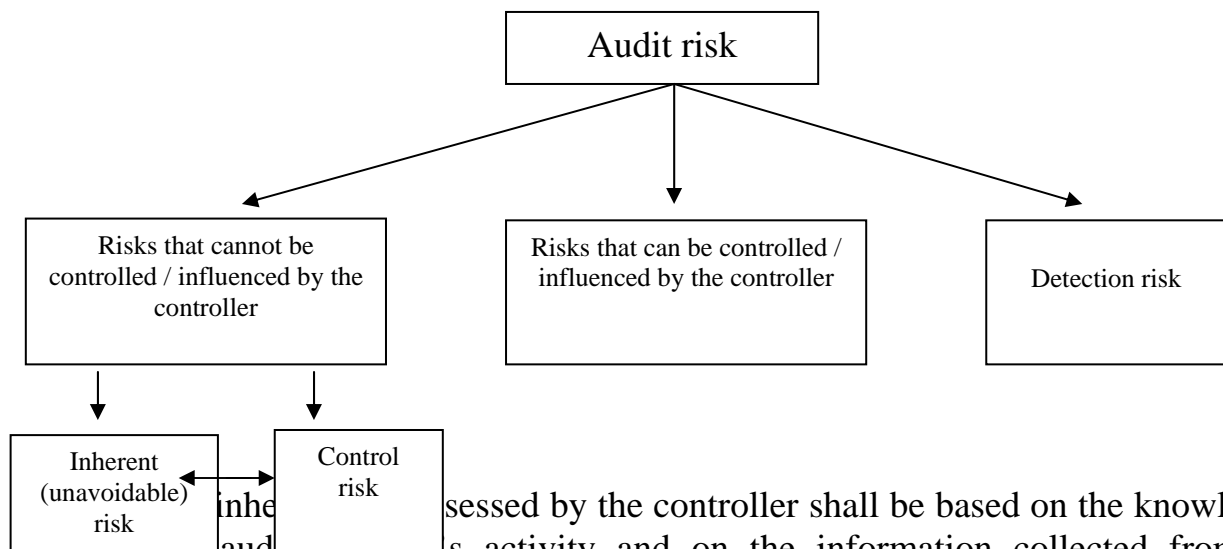 Audit risk
Risks that cannot be
controlled / influenced by the
controller
Risks that can be controlled /
influenced by the controller
Detection risk
Inherent
(unavoidable)
risk
Control
risk
sessed by the controller shall be based on the
activity and on the information collected